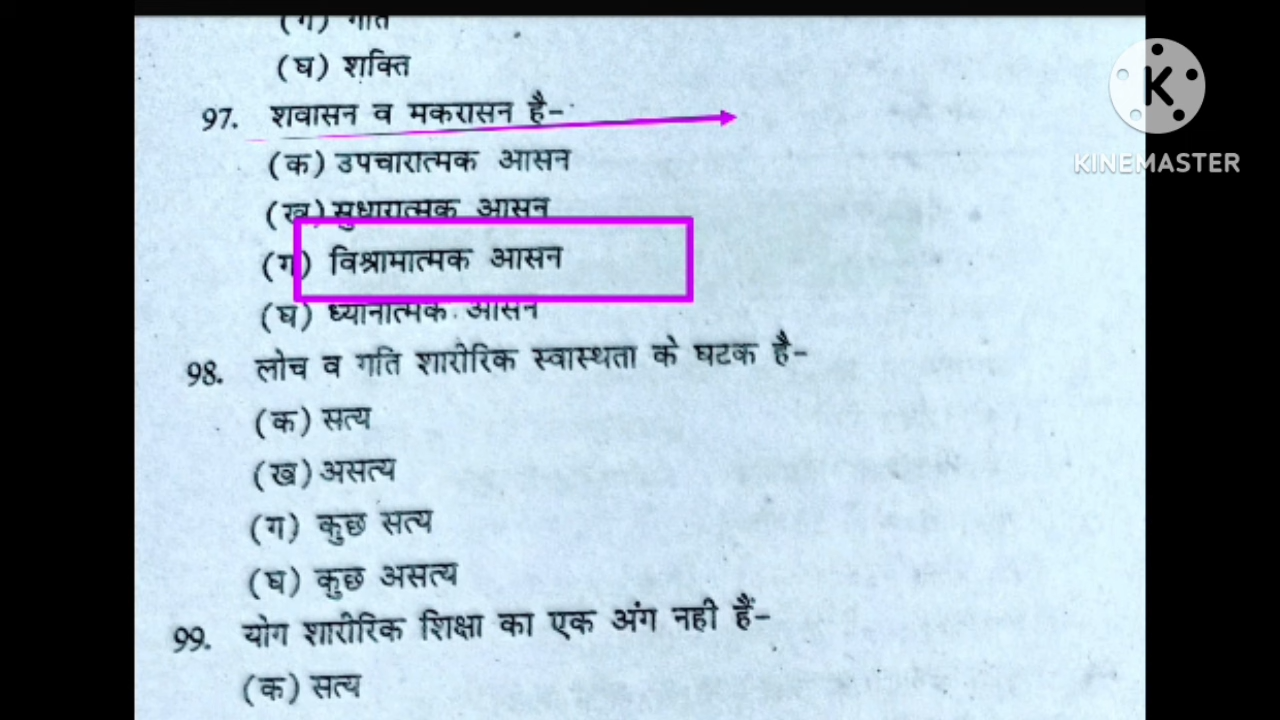 (ग) गति
(घ) शक्ति
97. शवासन व मकरासन है-
(क) उपचारात्मक आसन
(ख) सुधारात्मक आसन
(ग) विश्रामात्मक आसन
(घ) ध्यानात्मक आसन
98. लोच व गति शारीरिक स्वास्थता के घटक है-
(क) सत्य
(ख) असत्य
(ग) कुछ सत्य
(घ) कुछ असत्य
99. योग शारीरिक शिक्षा का एक अंग नही हैं-
(क) सत्य
K
KINEMASTER